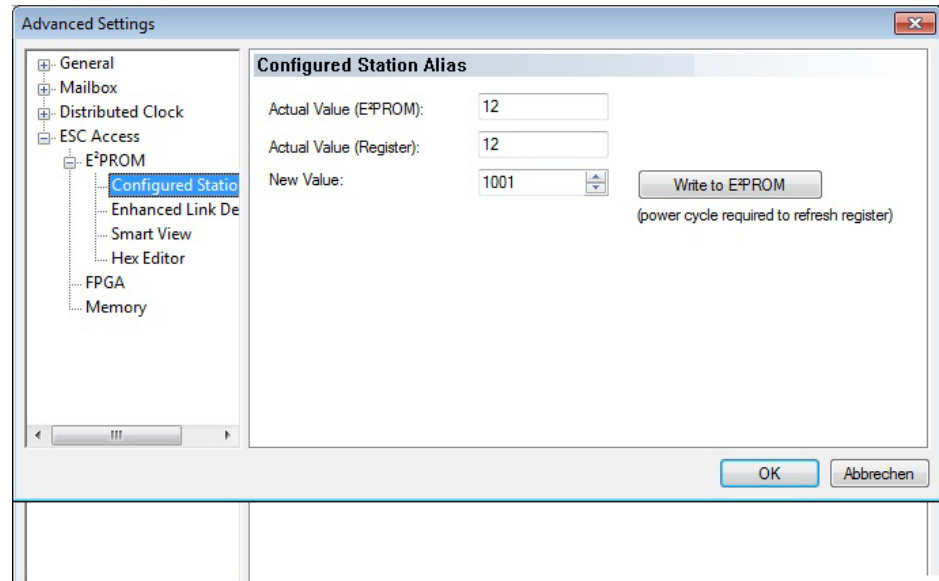 Advanced Settings
General
Mailbox
Distributed Clock
ESC Access
E²PROM
Configured Statio
Enhanced Link De
Smart View
Hex Editor
FPGA
Memory
Configured Station Alias
Actual Value (E²PROM): 12
Actual Value (Register): 12
New Value: 1001 Write to E²PROM
(power cycle required to refresh register)
OK Abbrechen